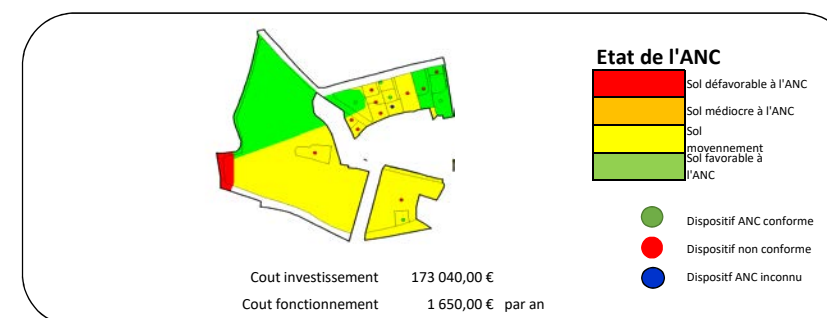 Etat de l'ANC
Sol défavorable à l'ANC
Sol médiocre à l'ANC
Sol
movennement
Sol favorable à
l'ANC
Dispositif ANC conforme
Dispositif non conforme
Dispositf ANC inconnu
Cout investissement 173 040,00 €
Cout fonctionnement 1 650,00 € par an